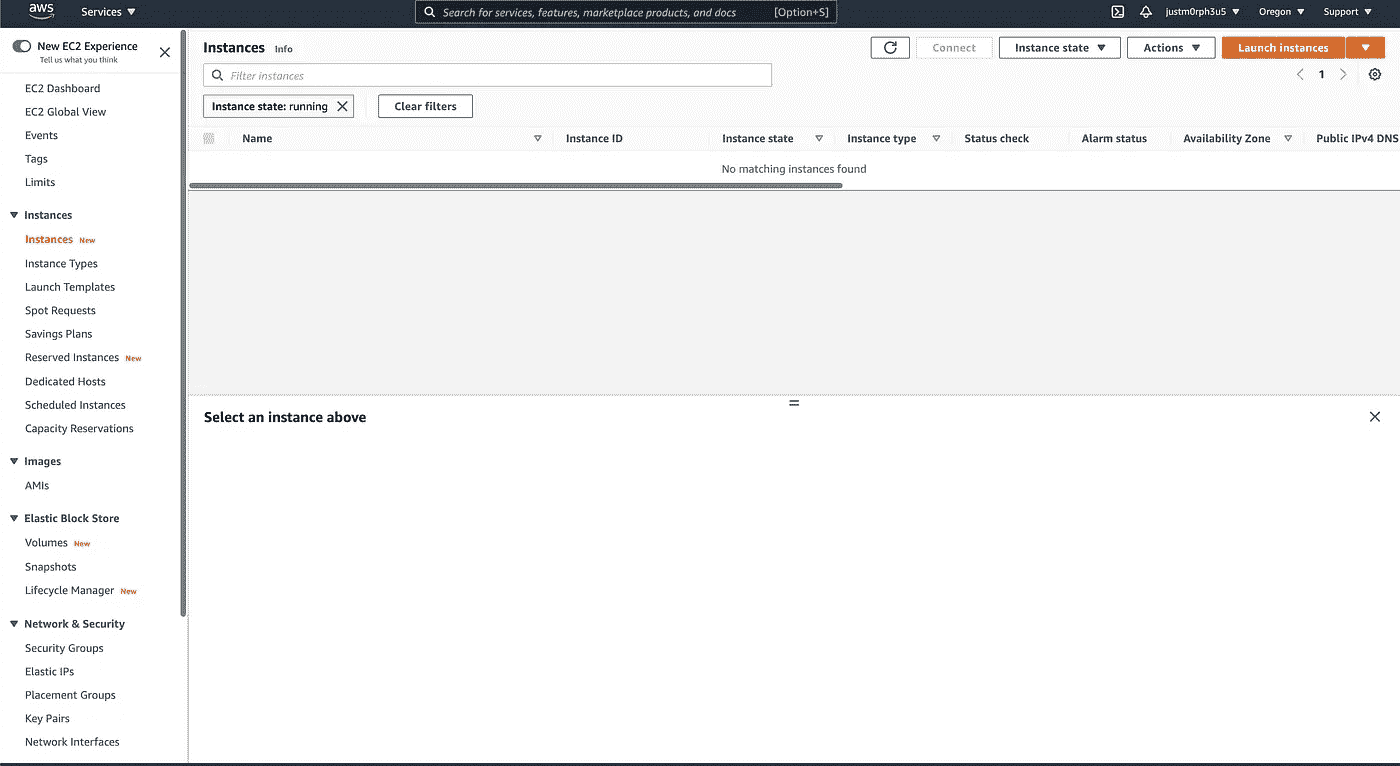 aws Services Search for services, features, marketplace products, and docs [Option+S] justm0rph3u5 Oregon Support
New EC2 Experience
Tell us what you think
EC2 Dashboard
EC2 Global View
Events
Tags
Limits
Instances
Instances New
Instance Types
Launch Templates
Spot Requests
Savings Plans
Reserved Instances New
Dedicated Hosts
Scheduled Instances
Capacity Reservations
Images
AMIs
Elastic Block Store
Volumes New
Snapshots
Lifecycle Manager New
Network & Security
Security Groups
Elastic IPs
Placement Groups
Key Pairs
Network Interfaces
Instances Info Connect Instance state Actions Launch instances
Filter instances 1
Instance state: running Clear filters
Name Instance ID Instance state Instance type Status check Alarm status Availability Zone Public IPv4 DNS
No matching instances found
Select an instance above